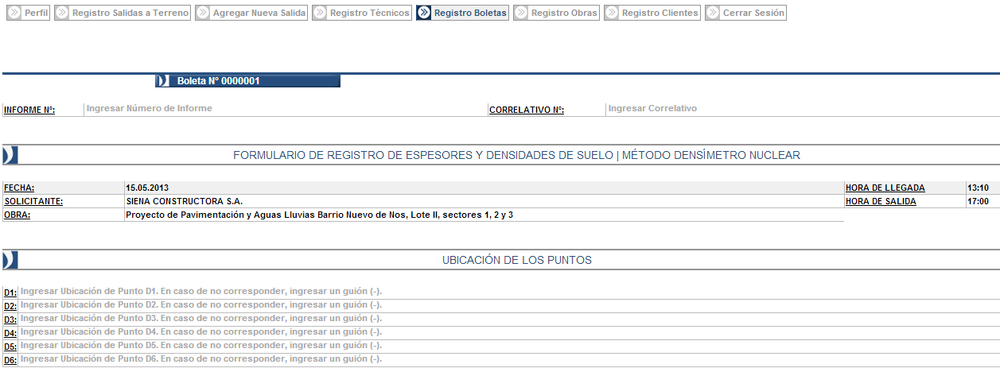 Perfil Registro Salidas a Terreno Agregar Nueva Salida Registro Técnicos Registro Boletas Registro Obras Registro Clientes Cerrar Sesión
Boleta Nº 0000001
INFORME Nº: Ingresar Número de Informe CORRELATIVO Nº: Ingresar Correlativo
FORMULARIO DE REGISTRO DE ESPESORES Y DENSIDADES DE SUELO | MÉTODO DENSÍMETRO NUCLEAR
FECHA: 15.05.2013 HORA DE LLEGADA 13:10
SOLICITANTE: SIENA CONSTRUCTORA S.A. HORA DE SALIDA 17:00
OBRA: Proyecto de Pavimentación y Aguas Lluvias Barrio Nuevo de Nos, Lote II, sectores 1, 2 y 3
UBICACIÓN DE LOS PUNTOS
D1: Ingresar Ubicación de Punto D1. En caso de no corresponder, ingresar un guión (-).
D2: Ingresar Ubicación de Punto D2. En caso de no corresponder, ingresar un guión (-).
D3: Ingresar Ubicación de Punto D3. En caso de no corresponder, ingresar un guión (-).
D4: Ingresar Ubicación de Punto D4. En caso de no corresponder, ingresar un guión (-).
D5: Ingresar Ubicación de Punto D5. En caso de no corresponder, ingresar un guión (-).
D6: Ingresar Ubicación de Punto D6. En caso de no corresponder, ingresar un guión (-).